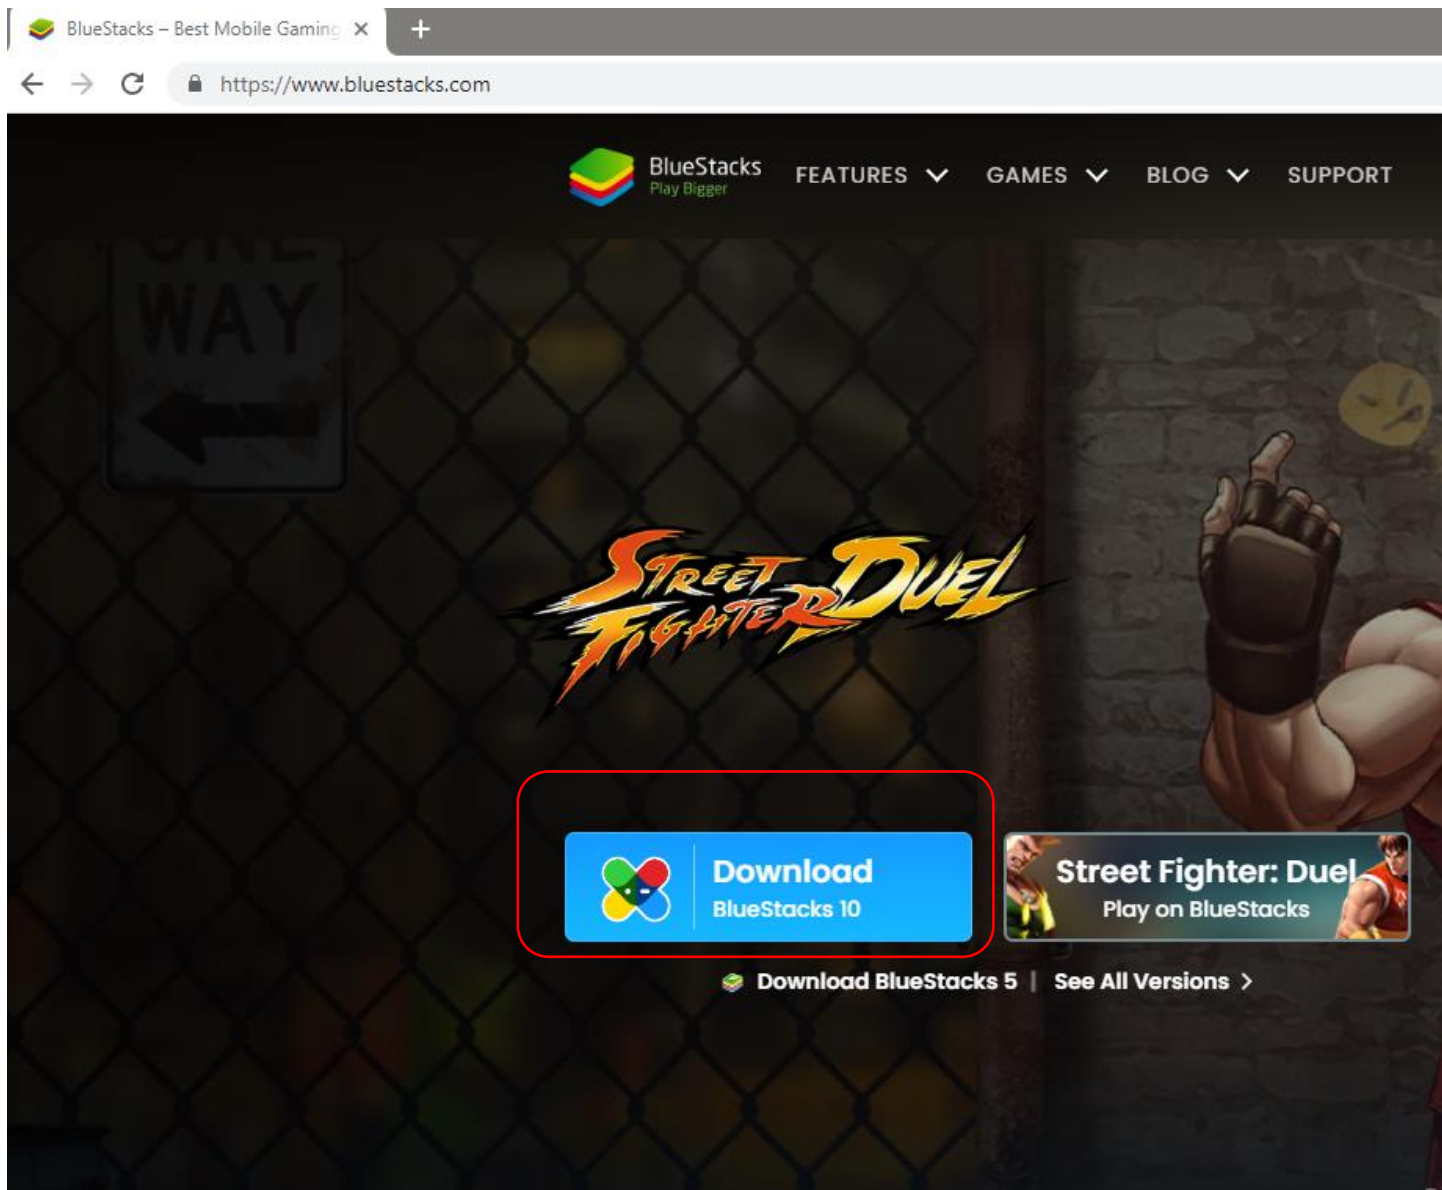 BlueStacks – Best Mobile Gaming
https://www.bluestacks.com
BlueStacks
Play Bigger
FEATURES
GAMES
BLOG
SUPPORT
ONE
WAY
STREET
FIGHTER DUEL
Download
BlueStacks 10
Street Fighter: Duel
Play on BlueStacks
Download BlueStacks 5 | See All Versions >